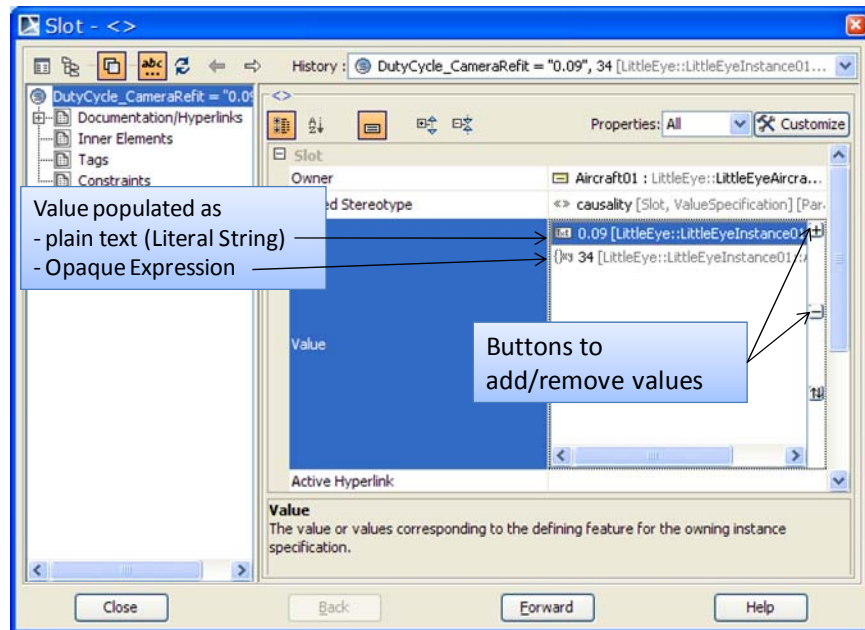 Slot - <>
History : DutyCycle_CameraRefit = "0.09", 34 [LittleEye::LittleEyeInstance01...
DutyCycle_CameraRefit = "0.09
Documentation/Hyperlinks
Inner Elements
Tags
Constraints
<>
Properties: All
Customize
Slot
Owner
Aircraft01 : LittleEye::LittleEyeAircra...
ed Stereotype
«» causality [Slot, ValueSpecification] [Par
Value populated as
- plain text (Literal String)
- Opaque Expression
0.09 [LittleEye::LittleEyeInstance01
34 [LittleEye::LittleEyeInstance01::
Value
Buttons to
add/remove values
Active Hyperlink
Value
The value or values corresponding to the defining feature for the owning instance
specification.
Close
Back
Forward
Help